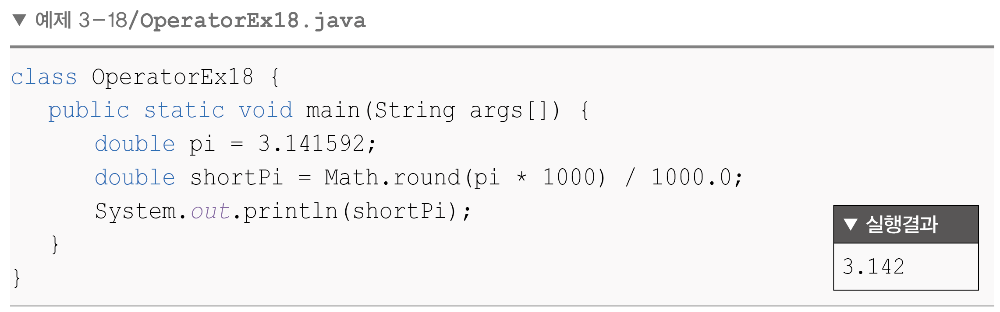 ▼ 예제 3-18/OperatorEx18.java
class OperatorEx18 {
public static void main(String args[]) {
double pi = 3.141592;
double shortPi = Math.round(pi * 1000) / 1000.0;
System.out.println(shortPi);
}
}
▼ 실행결과
3.142